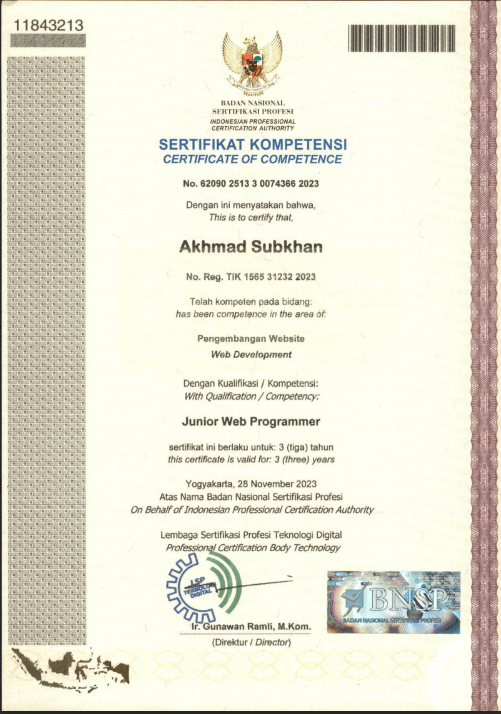 11843213
BADAN NASIONAL
SERTIFIKASI PROFESI
INDONESIAN PROFESSIONAL
CERTIFICATION AUTHORITY
SERTIFIKAT KOMPETENSI
CERTIFICATE OF COMPETENCE
No. 62090 2513 3 0074366 2023
Dengan ini menyatakan bahwa,
This is to certify that,
Akhmad Subkhan
No. Reg. TIK 1565 31232 2023
Telah kompeten pada bidang:
has been competence in the area of:
Pengembangan Website
Web Development
Dengan Kualifikasi / Kompetensi:
With Qualification / Competency:
Junior Web Programmer
sertifikat ini berlaku untuk: 3 (tiga) tahun
this certificate is valid for: 3 (three) years
Yogyakarta, 28 November 2023
Atas Nama Badan Nasional Sertifikasi Profesi
On Behalf of Indonesian Professional Certification Authority
Lembaga Sertifikasi Profesi Teknologi Digital
Professional Certification Body Technology
LSP
TEKNOLOGI
DIGITAL
BNSP
BADAN NASIONAL SERTIFIKASI PROFESI
Ir. Gunawan Ramli, M.Kom.
(Direktur / Director)